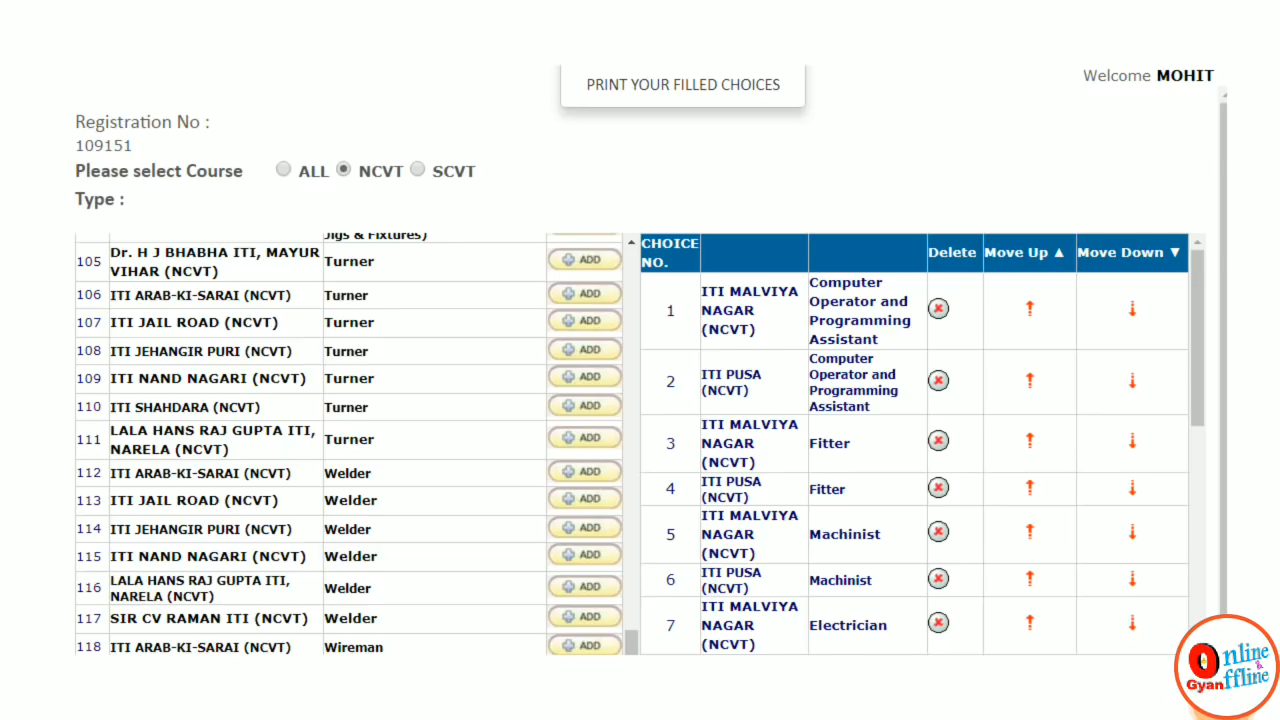 PRINT YOUR FILLED CHOICES
Welcome MOHIT
Registration No :
109151
Please select Course
ALL NCVT SCVT
Type :
Jigs & Fixtures)
105 Dr. H J BHABHA ITI, MAYUR
VIHAR (NCVT) Turner ADD
106 ITI ARAB-KI-SARAI (NCVT) Turner ADD
107 ITI JAIL ROAD (NCVT) Turner ADD
108 ITI JEHANGIR PURI (NCVT) Turner ADD
109 ITI NAND NAGARI (NCVT) Turner ADD
110 ITI SHAHDARA (NCVT) Turner ADD
111 LALA HANS RAJ GUPTA ITI,
NARELA (NCVT) Turner ADD
112 ITI ARAB-KI-SARAI (NCVT) Welder ADD
113 ITI JAIL ROAD (NCVT) Welder ADD
114 ITI JEHANGIR PURI (NCVT) Welder ADD
115 ITI NAND NAGARI (NCVT) Welder ADD
116 LALA HANS RAJ GUPTA ITI,
NARELA (NCVT) Welder ADD
117 SIR CV RAMAN ITI (NCVT) Welder ADD
118 ITI ARAB-KI-SARAI (NCVT) Wireman ADD
CHOICE
NO.
Delete Move Up ▲ Move Down ▼
1
ITI MALVIYA
NAGAR
(NCVT)
Computer
Operator and
Programming
Assistant
2
ITI PUSA
(NCVT)
Computer
Operator and
Programming
Assistant
3
ITI MALVIYA
NAGAR
(NCVT)
Fitter
4
ITI PUSA
(NCVT)
Fitter
5
ITI MALVIYA
NAGAR
(NCVT)
Machinist
6
ITI PUSA
(NCVT)
Machinist
7
ITI MALVIYA
NAGAR
(NCVT)
Electrician
Online
&
Gyan ffline